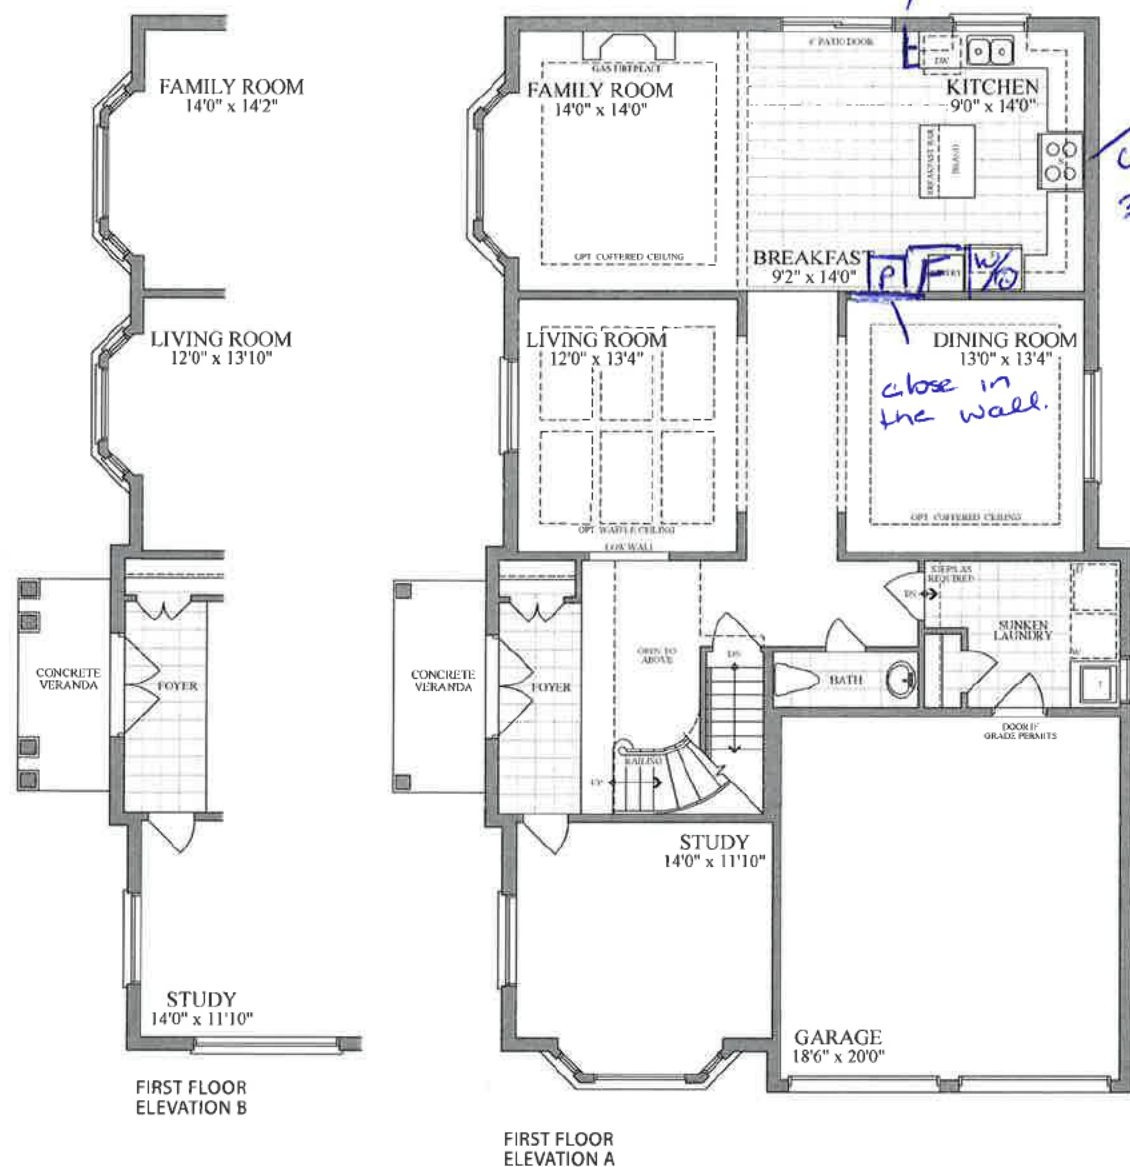 FAMILY ROOM
14'0" x 14'2"
LIVING ROOM
12'0" x 13'10"
CONCRETE
VERANDA
FOYER
STUDY
14'0" x 11'10"
FIRST FLOOR
ELEVATION B
GAS FIREPLACE
FAMILY ROOM
14'0" x 14'0"
OPT COFFERED CEILING
6' PATIO DOOR
DW
KITCHEN
9'0" x 14'0"
BREAKFAST BAR
ISLAND
BREAKFAST
9'2" x 14'0"
P
F
W/O
LIVING ROOM
12'0" x 13'4"
OPT WAFFLE CEILING
LOW WALL
DINING ROOM
13'0" x 13'4"
close in
the wall.
OPT COFFERED CEILING
STEPS AS
REQUIRED
DN
D
SUNKEN
LAUNDRY
W
T
OPEN TO
ABOVE
DN
BATH
CONCRETE
VERANDA
FOYER
RAILING
UP
DOOR IF
GRADE PERMITS
STUDY
14'0" x 11'10"
GARAGE
18'6" x 20'0"
FIRST FLOOR
ELEVATION A